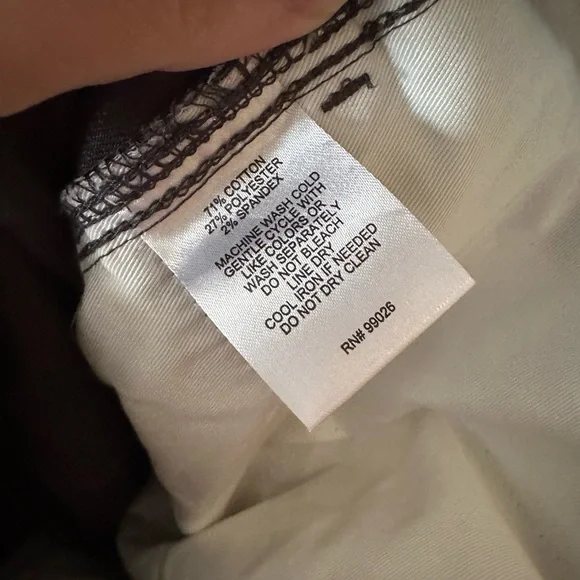 71% COTTON
27% POLYESTER
2% SPANDEX
MACHINE WASH COLD
GENTLE CYCLE WITH
LIKE COLORS OR
WASH SEPARATELY
DO NOT BLEACH
LINE DRY
COOL IRON IF NEEDED
DO NOT DRY CLEAN
RN# 99026